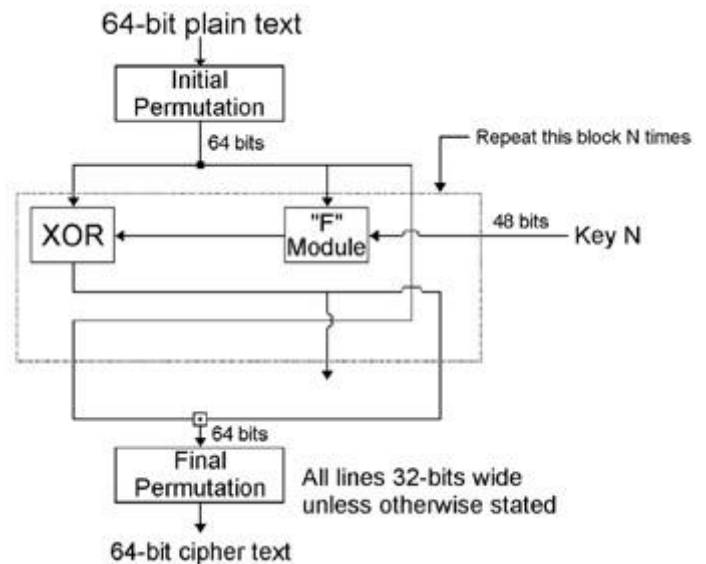 64-bit plain text
Initial
Permutation
64 bits
Repeat this block N times
XOR
"F"
Module
48 bits
Key N
64 bits
Final
Permutation
All lines 32-bits wide
unless otherwise stated
64-bit cipher text